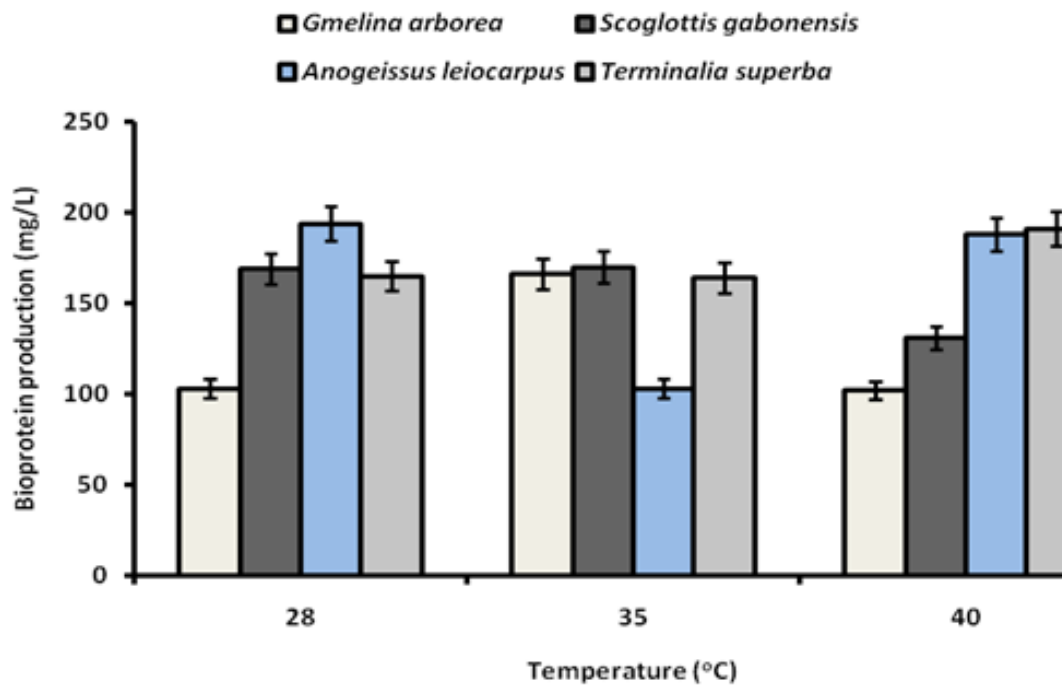 Gmelina arborea Scoglottis gabonensis
Anogeissus leiocarpus Terminalia superba
250
200
150
100
50
0
Bioprotein production (mg/L)
28 35 40
Temperature (°C)